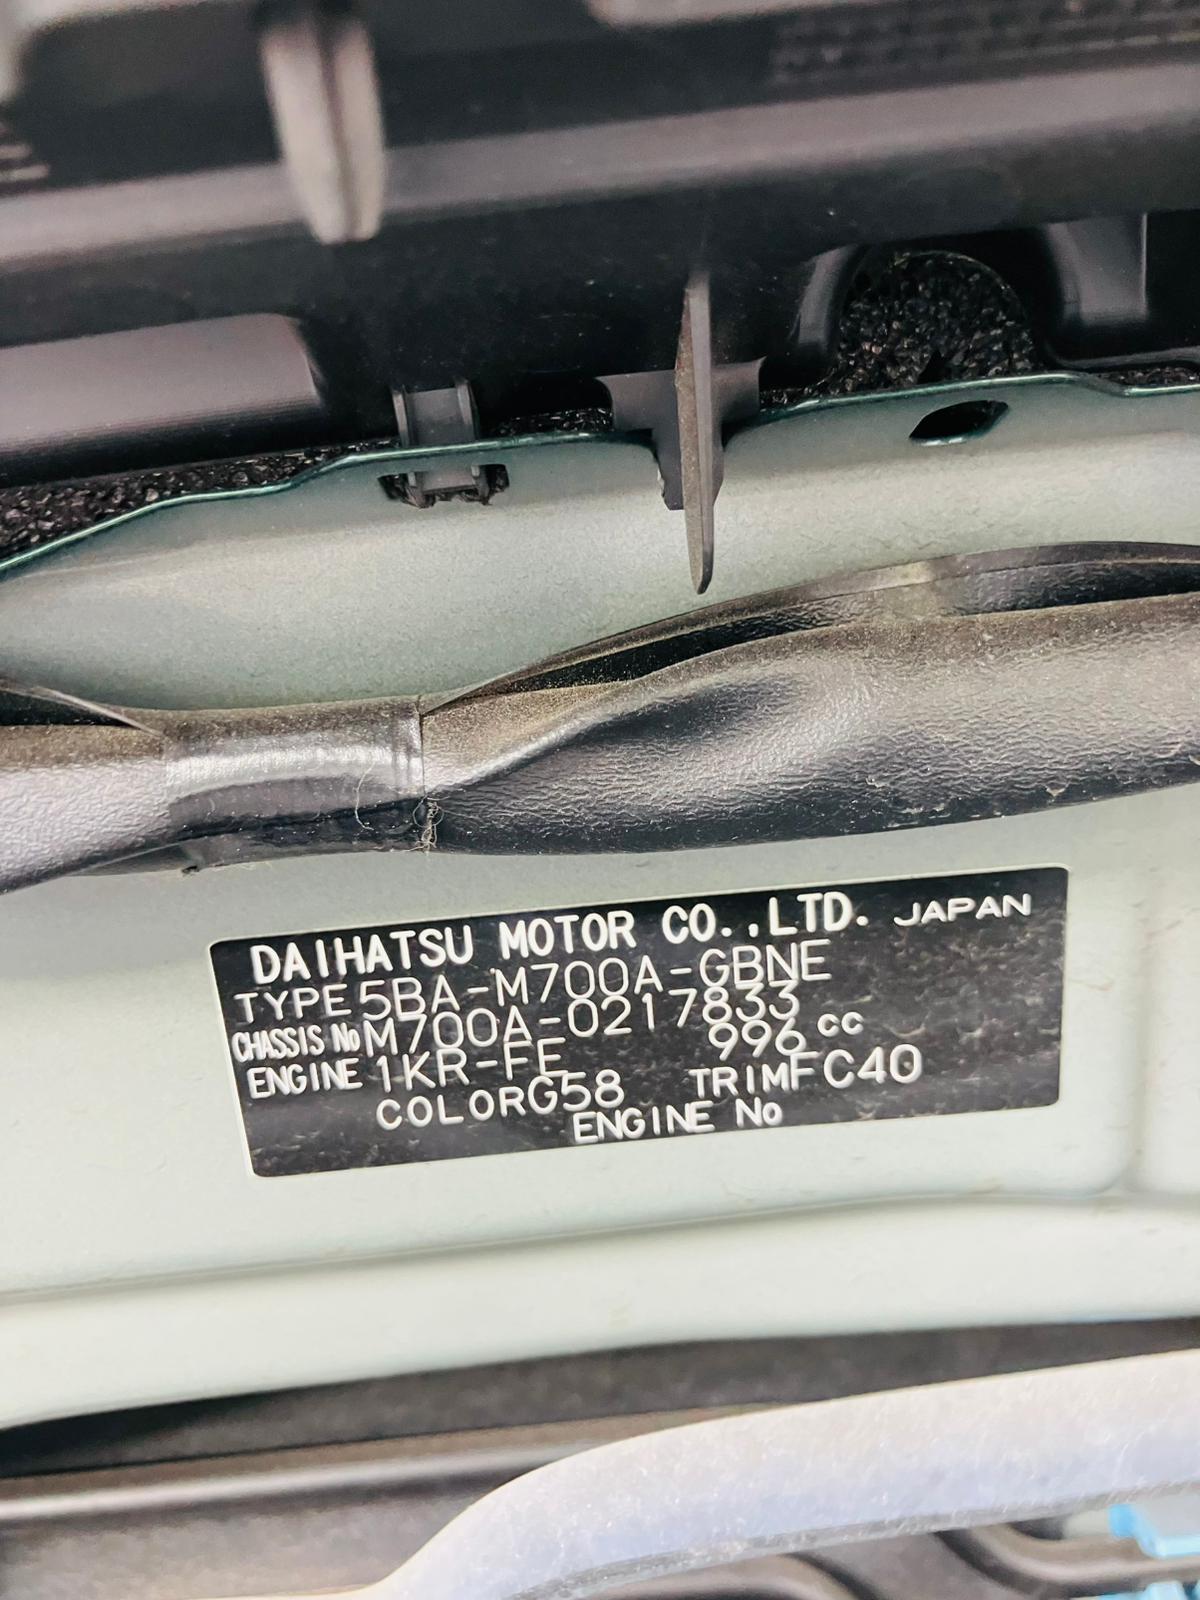 DAIHATSU MOTOR CO.,LTD. JAPAN
TYPE 5BA-M700A-GBNE
CHASSIS No M700A-0217833
ENGINE 1KR-FE 996 cc
COLOR G58 TRIM FC40
ENGINE No